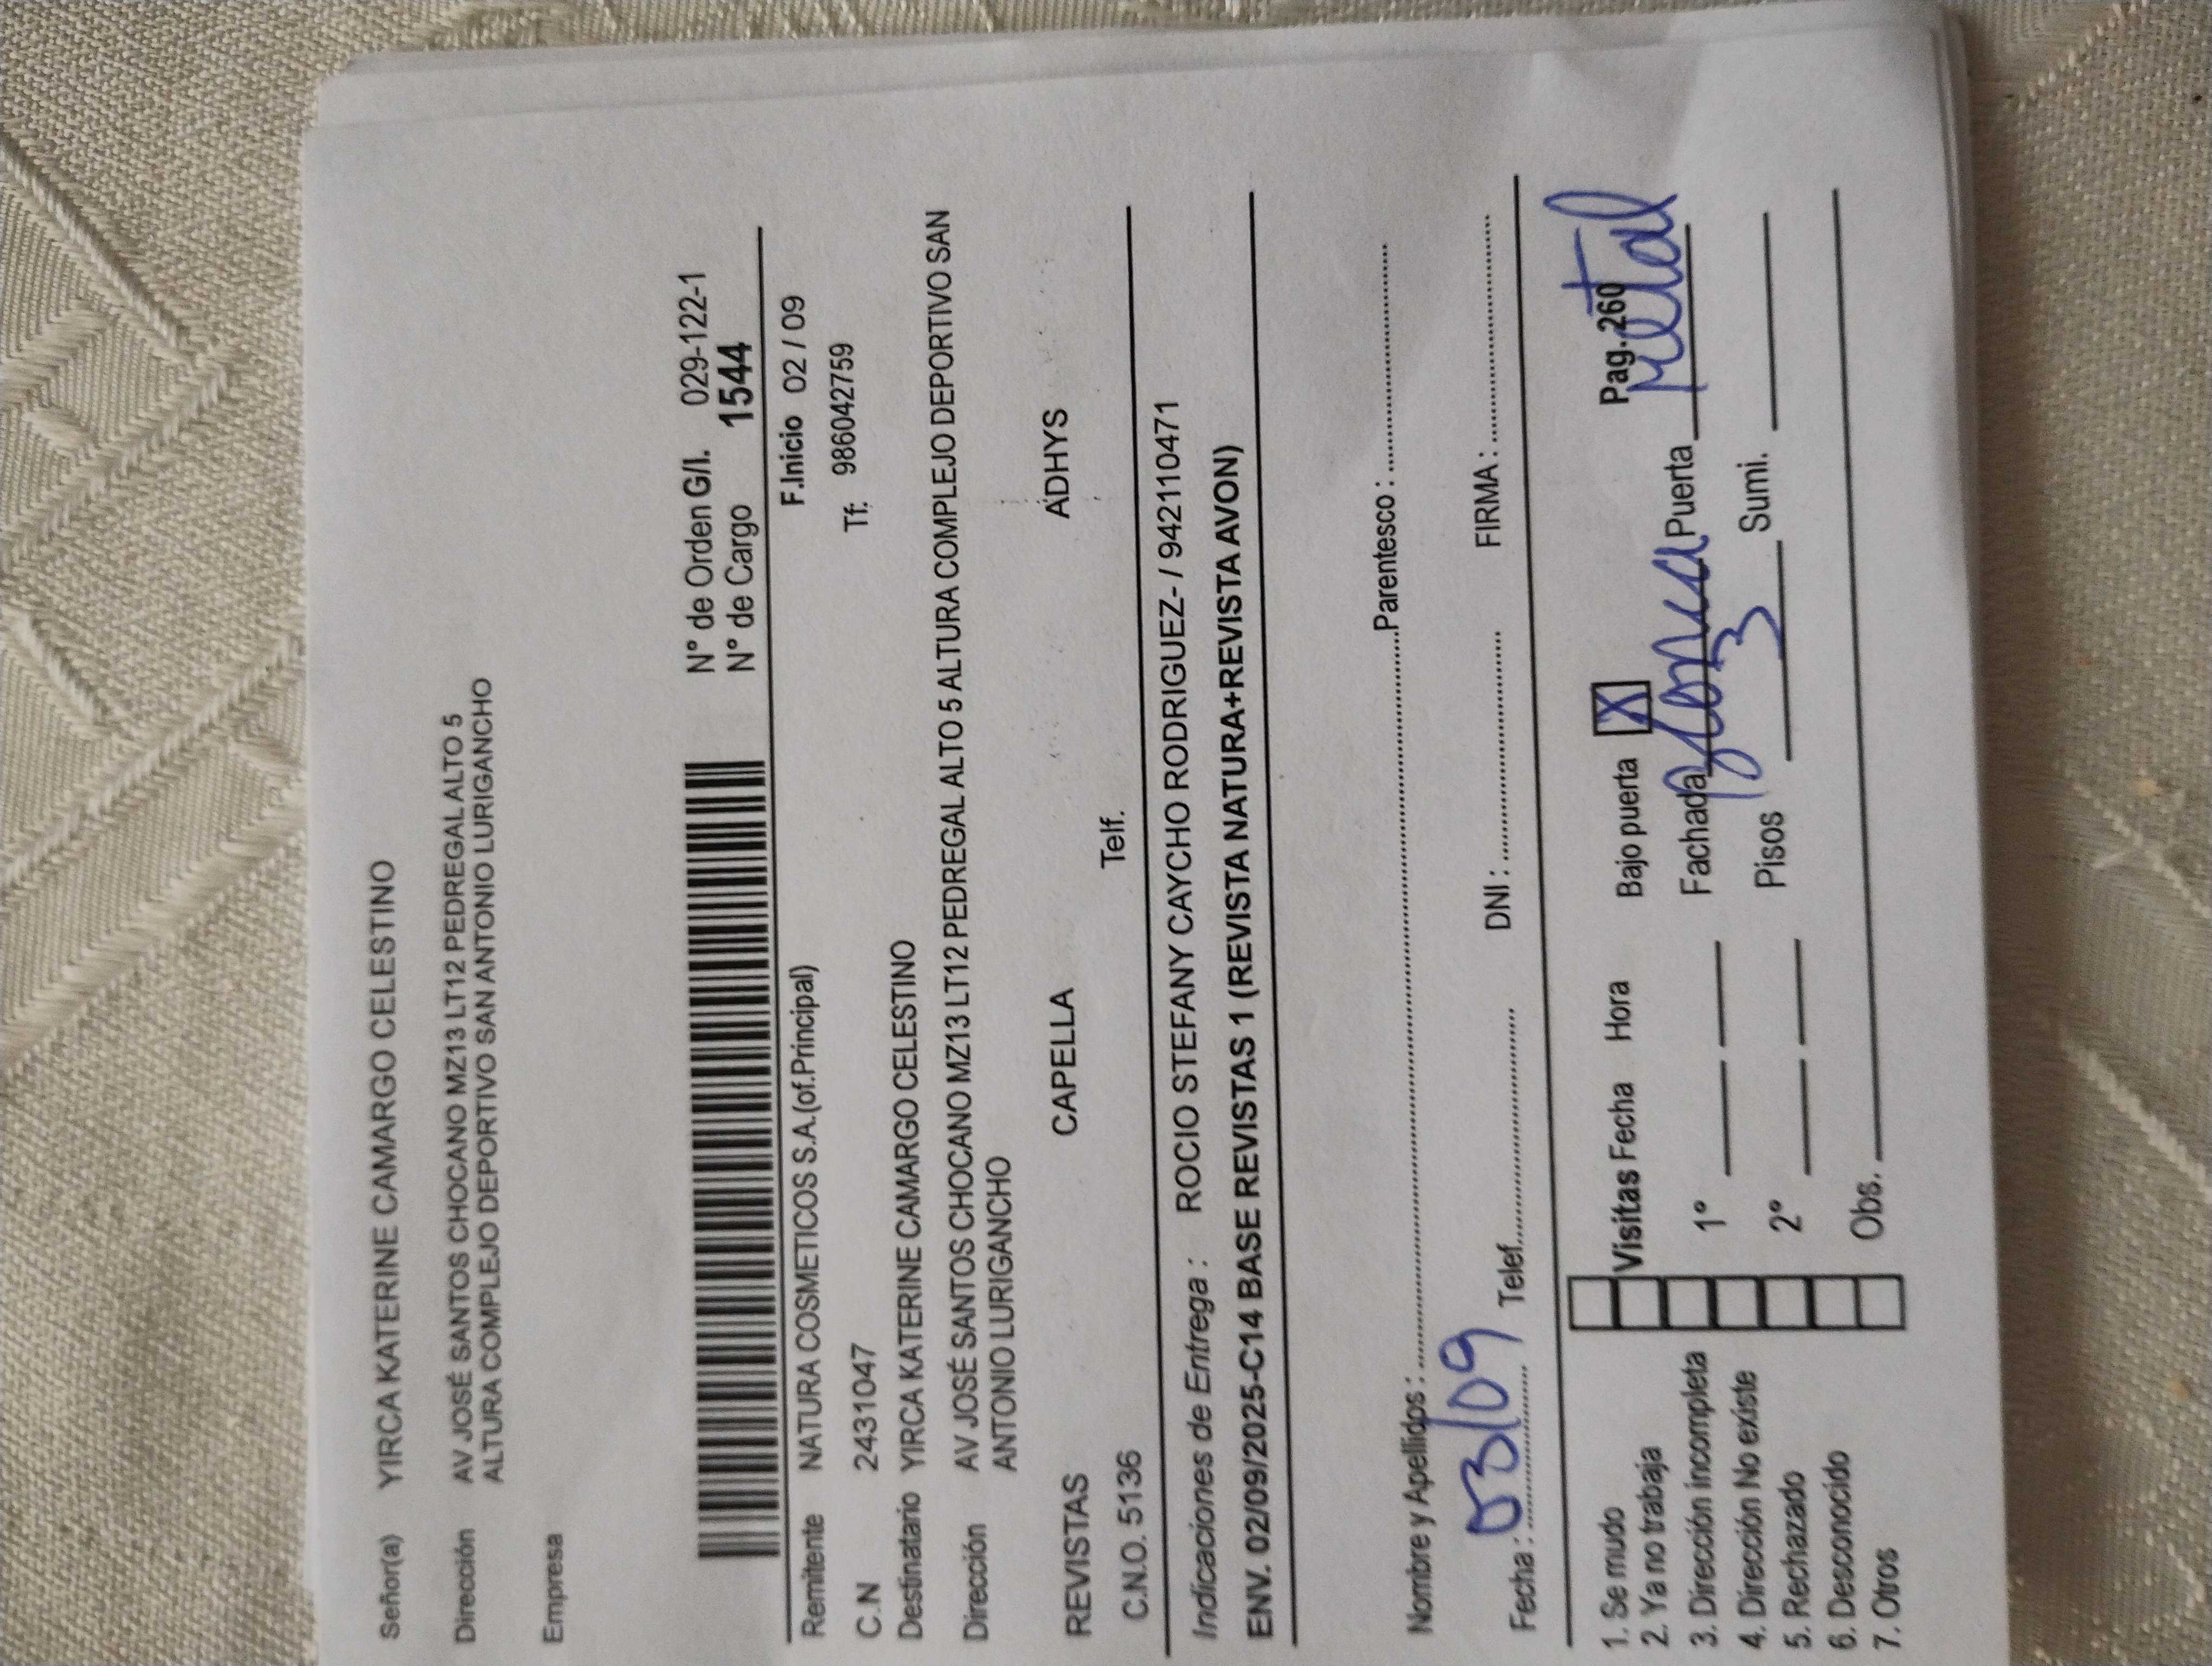 Señor(a) YIRCA KATERINE CAMARGO CELESTINO
Dirección AV JOSÉ SANTOS CHOCANO MZ13 LT12 PEDREGAL ALTO 5
ALTURA COMPLEJO DEPORTIVO SAN ANTONIO LURIGANCHO
Empresa
N° de Orden G/I. 029-122-1
N° de Cargo 1544
Remitente NATURA COSMETICOS S.A.(of.Principal) F.Inicio 02 / 09
C.N 2431047 Tf. 986042759
Destinatario YIRCA KATERINE CAMARGO CELESTINO
Dirección AV JOSÉ SANTOS CHOCANO MZ13 LT12 PEDREGAL ALTO 5 ALTURA COMPLEJO DEPORTIVO SAN
ANTONIO LURIGANCHO
REVISTAS CAPELLA ADHYS
C.N.O. 5136 Telf.
Indicaciones de Entrega : ROCIO STEFANY CAYCHO RODRIGUEZ- / 942110471
ENV. 02/09/2025-C14 BASE REVISTAS 1 (REVISTA NATURA+REVISTA AVON)
Nombre y Apellidos : Parentesco :
Fecha : 03/09 Telef. DNI : FIRMA :
1. Se mudo Visitas Fecha Hora Bajo puerta X Pag.260
2. Ya no trabaja
3. Dirección incompleta 1° Fachada Blanca Puerta Metal
4. Dirección No existe 2° Pisos 3 Sumi.
5. Rechazado
6. Desconocido Obs.
7. Otros